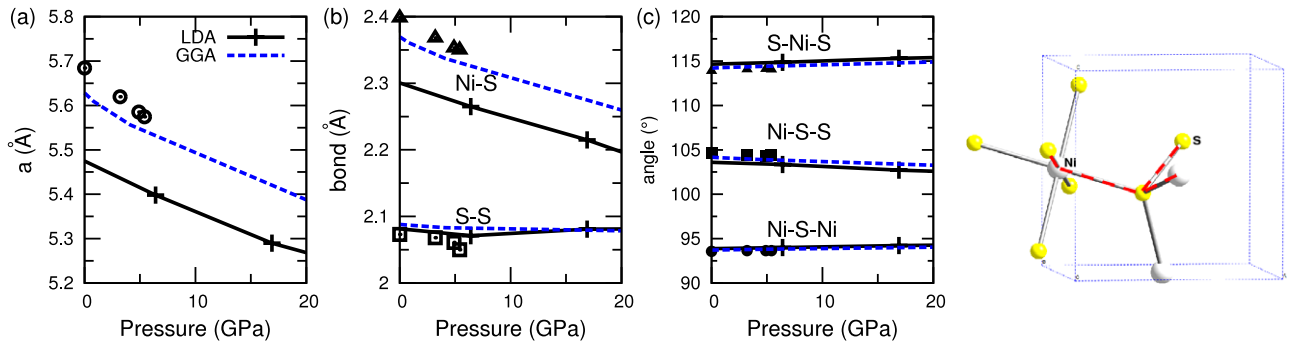 (a)
LDA
GGA
5.8
5.7
5.6
5.5
5.4
5.3
5.2
a (Å)
0
10
20
Pressure (GPa)
(b)
2.4
2.3
2.2
2.1
2
bond (Å)
Ni-S
S-S
0
10
20
Pressure (GPa)
(c)
120
115
110
105
100
95
90
angle (°)
S-Ni-S
Ni-S-S
Ni-S-Ni
0
10
20
Pressure (GPa)
Ni
S